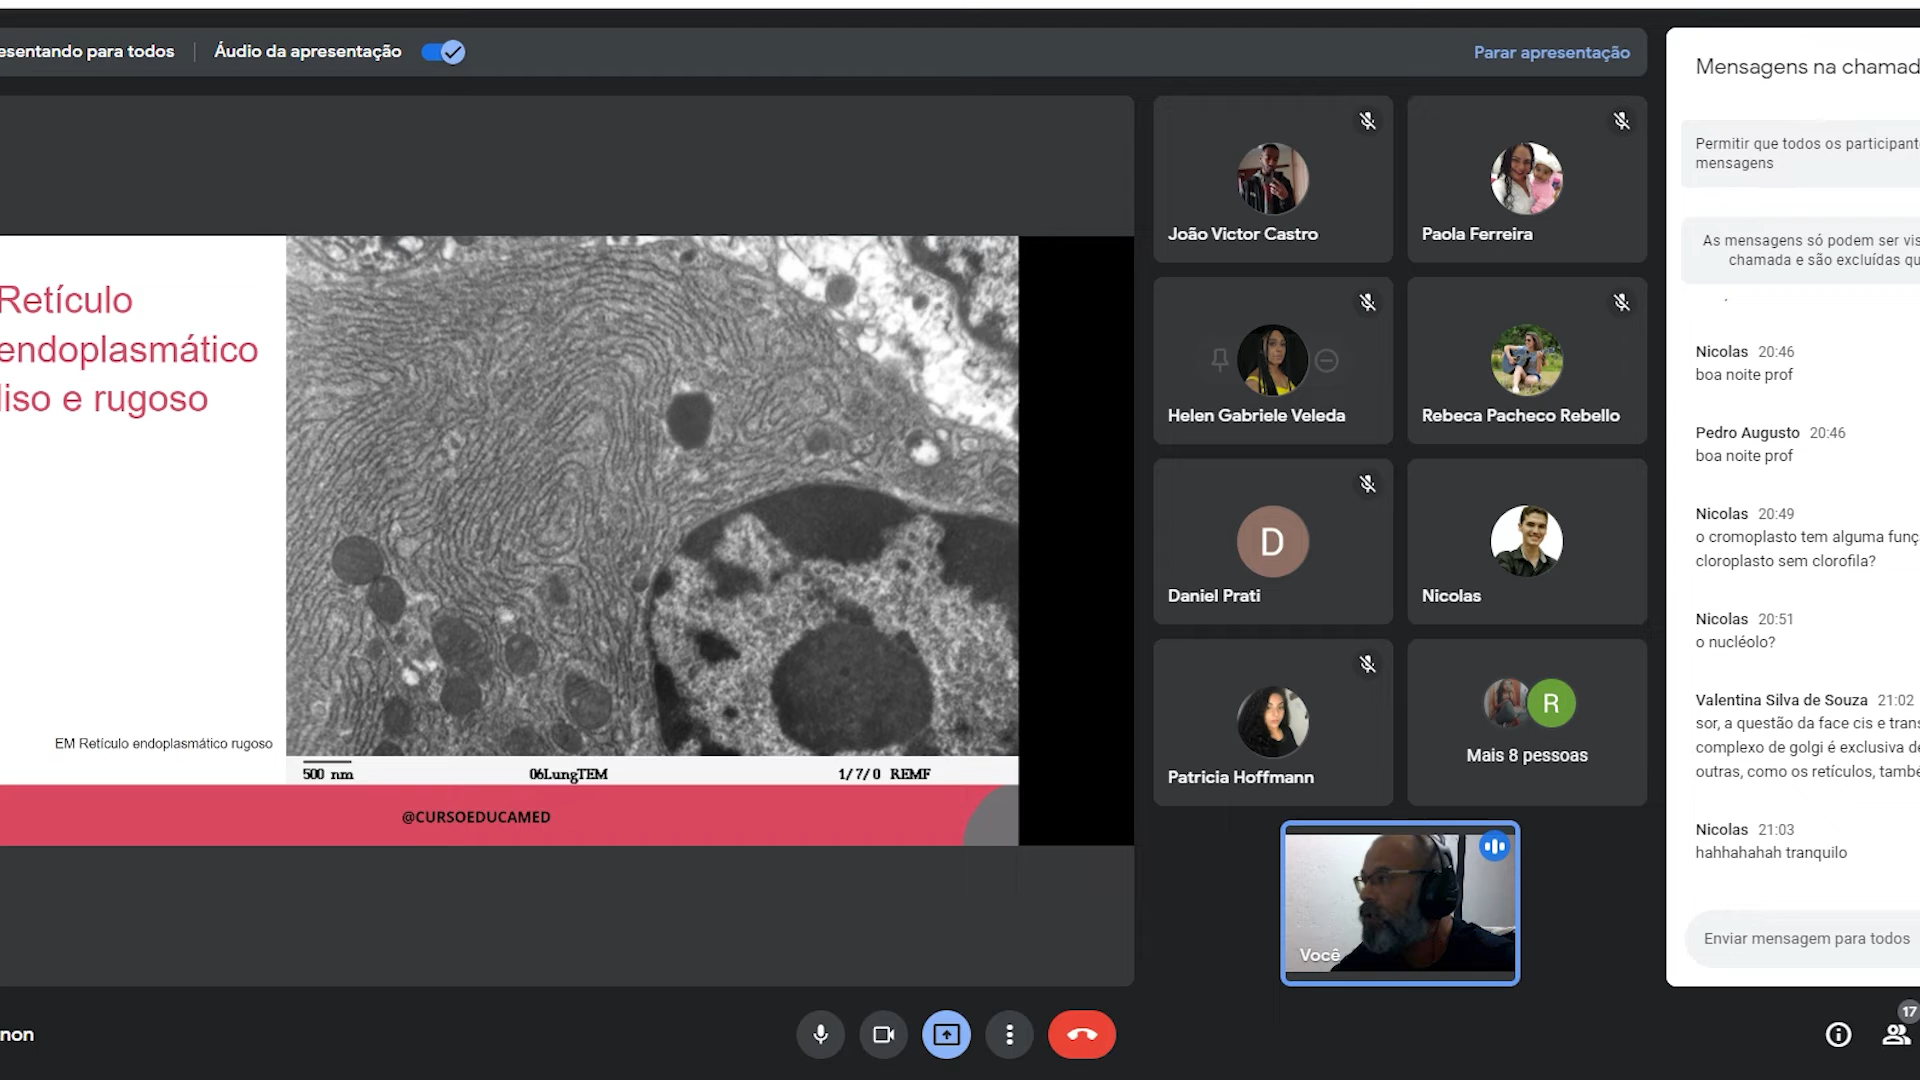 esentando para todos
Áudio da apresentação
Parar apresentação
Retículo
endoplasmático
liso e rugoso
EM Retículo endoplasmático rugoso
500 nm
06LungTEM
1/7/0 REMF
@CURSOEDUCAMED
João Victor Castro
Paola Ferreira
Helen Gabriele Veleda
Rebeca Pacheco Rebello
D
Daniel Prati
Nicolas
Patricia Hoffmann
R
Mais 8 pessoas
Você
Mensagens na chamad
Permitir que todos os participant
mensagens
As mensagens só podem ser vis
chamada e são excluídas qu
Nicolas 20:46
boa noite prof
Pedro Augusto 20:46
boa noite prof
Nicolas 20:49
o cromoplasto tem alguma funç
cloroplasto sem clorofila?
Nicolas 20:51
o nucléolo?
Valentina Silva de Souza 21:02
sor, a questão da face cis e trans
complexo de golgi é exclusiva de
outras, como os retículos, també
Nicolas 21:03
hahhahahah tranquilo
Enviar mensagem para todos
non
17